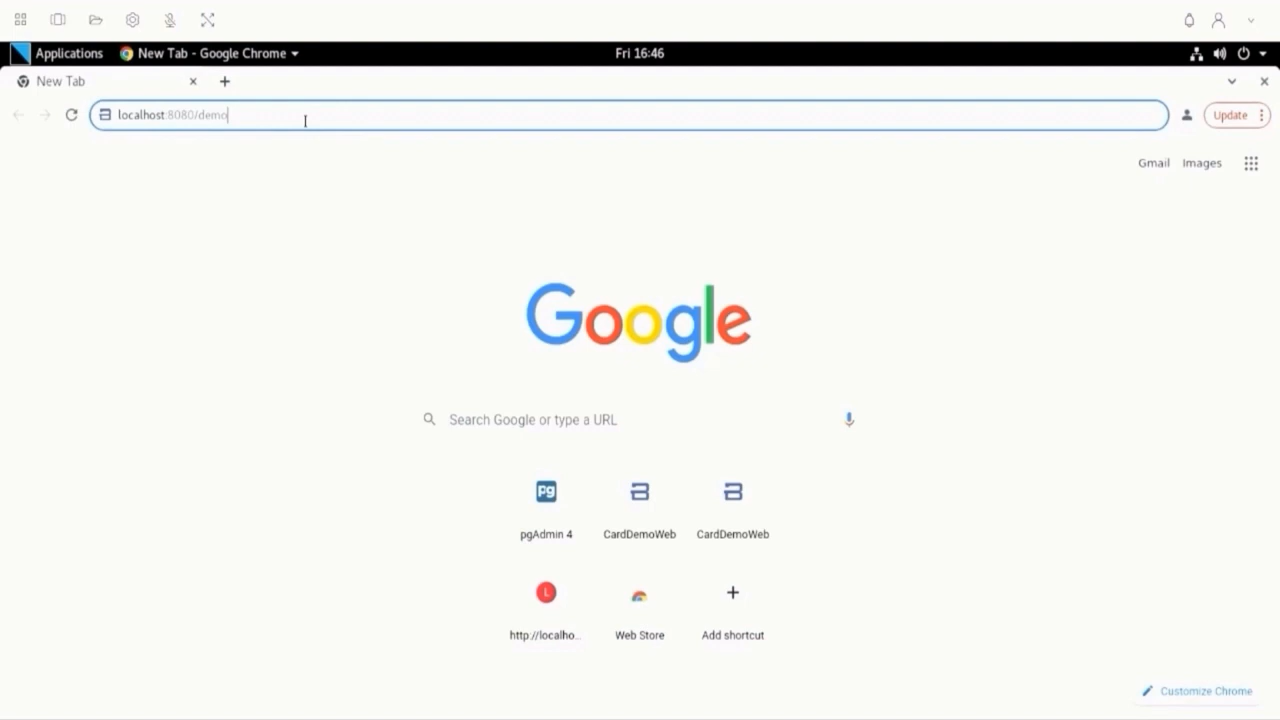 Applications
New Tab - Google Chrome
Fri 16:46
New Tab
localhost:8080/demo
Update
Gmail
Images
Google
Search Google or type a URL
pg
pgAdmin 4
CardDemoWeb
CardDemoWeb
L
http://localho...
Web Store
Add shortcut
Customize Chrome